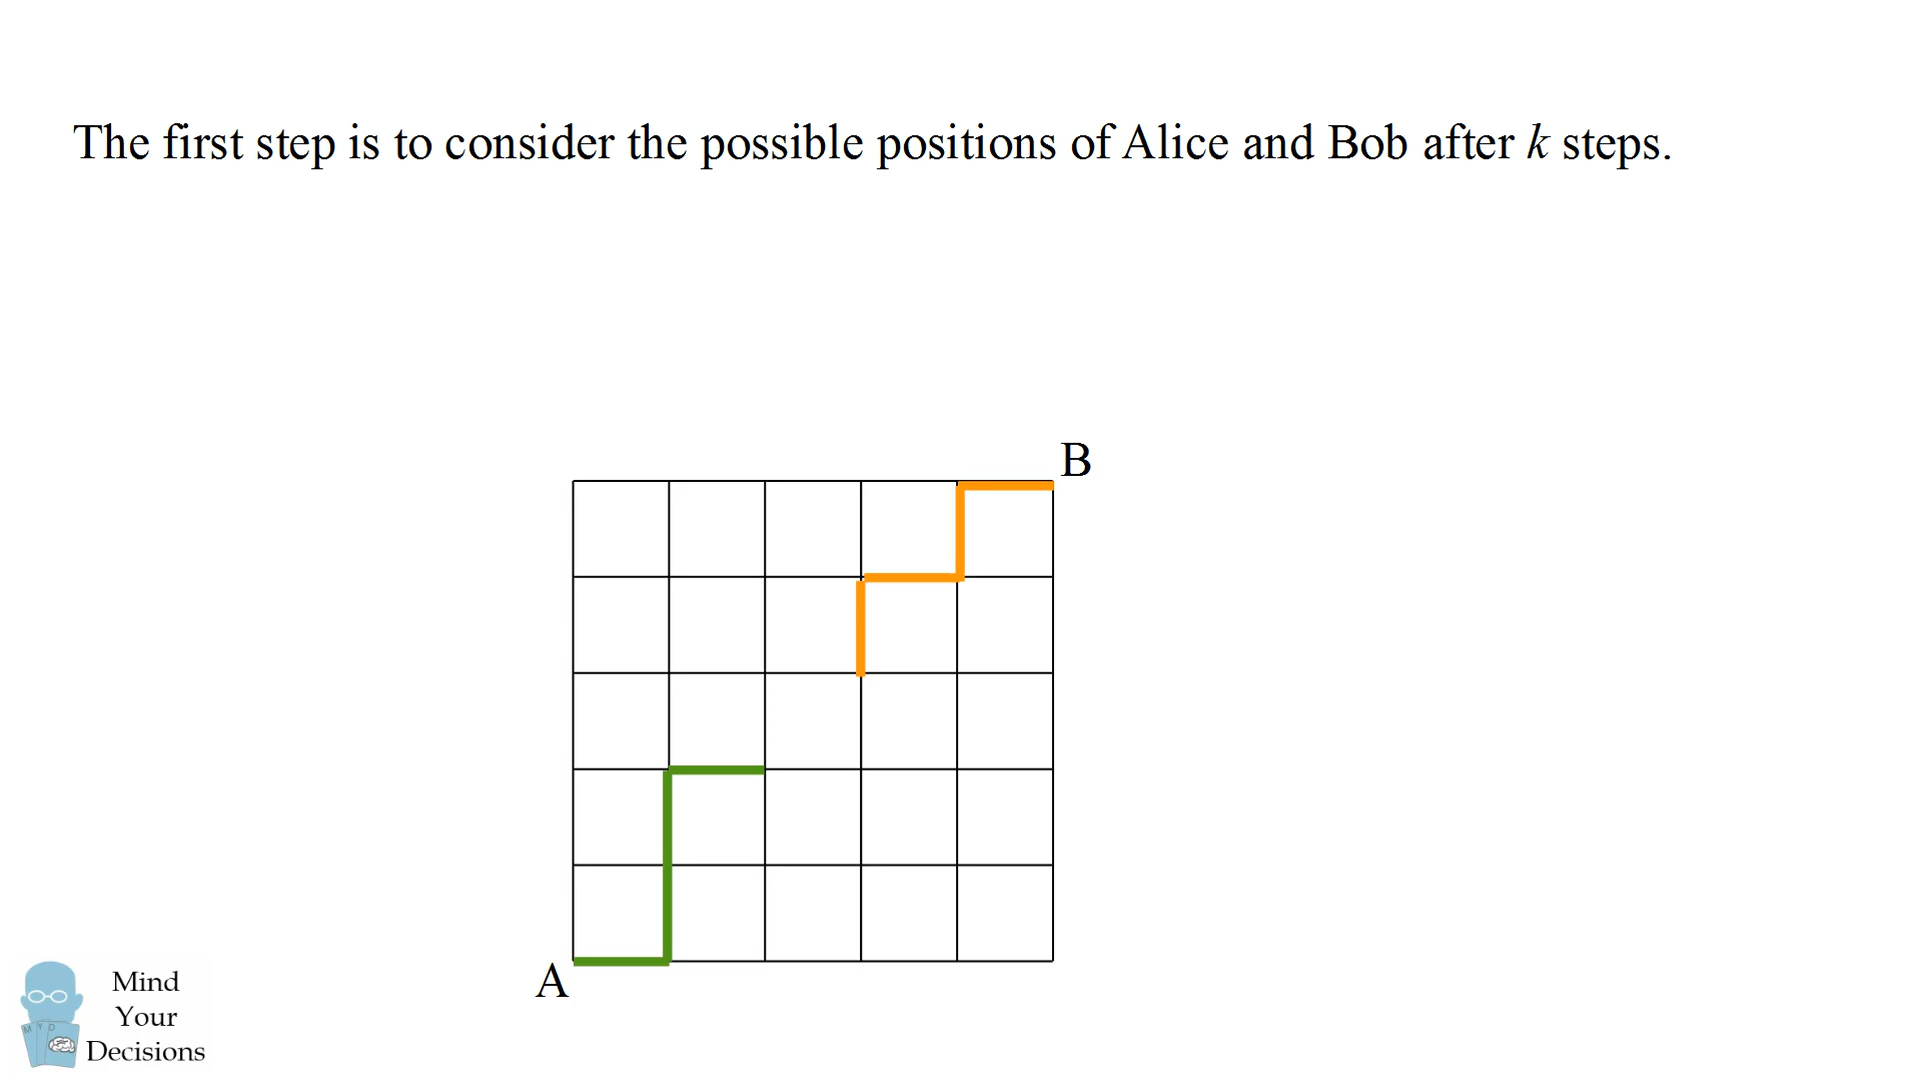 The first step is to consider the possible positions of Alice and Bob after k steps.
B
A
Mind
Your
Decisions
M Y D